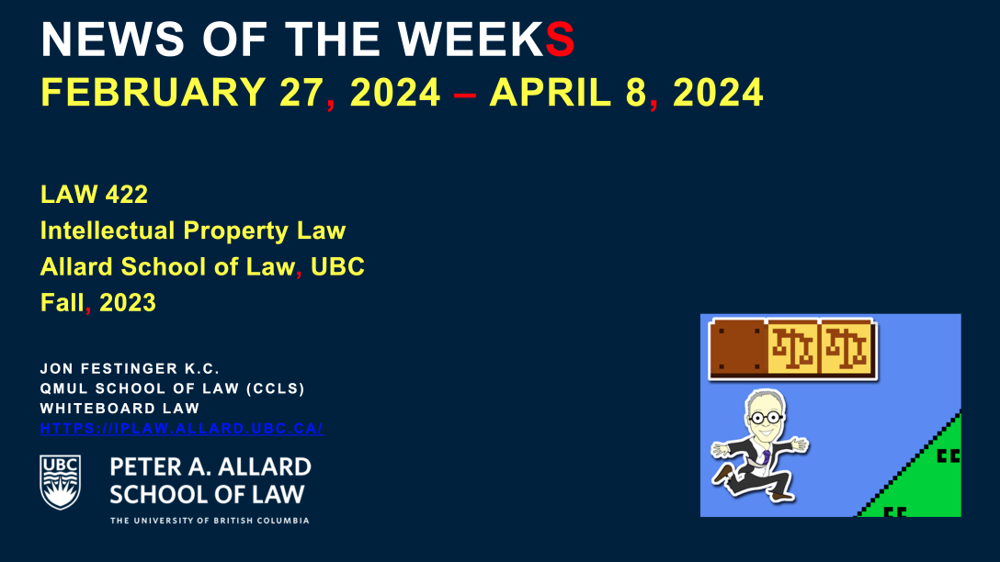 NEWS OF THE WEEKS
FEBRUARY 27, 2024 – APRIL 8, 2024
LAW 422
Intellectual Property Law
Allard School of Law, UBC
Fall, 2023
JON FESTINGER K.C.
QMUL SCHOOL OF LAW (CCLS)
WHITEBOARD LAW
HTTPS://IPLAW.ALLARD.UBC.CA/
UBC
PETER A. ALLARD
SCHOOL OF LAW
THE UNIVERSITY OF BRITISH COLUMBIA